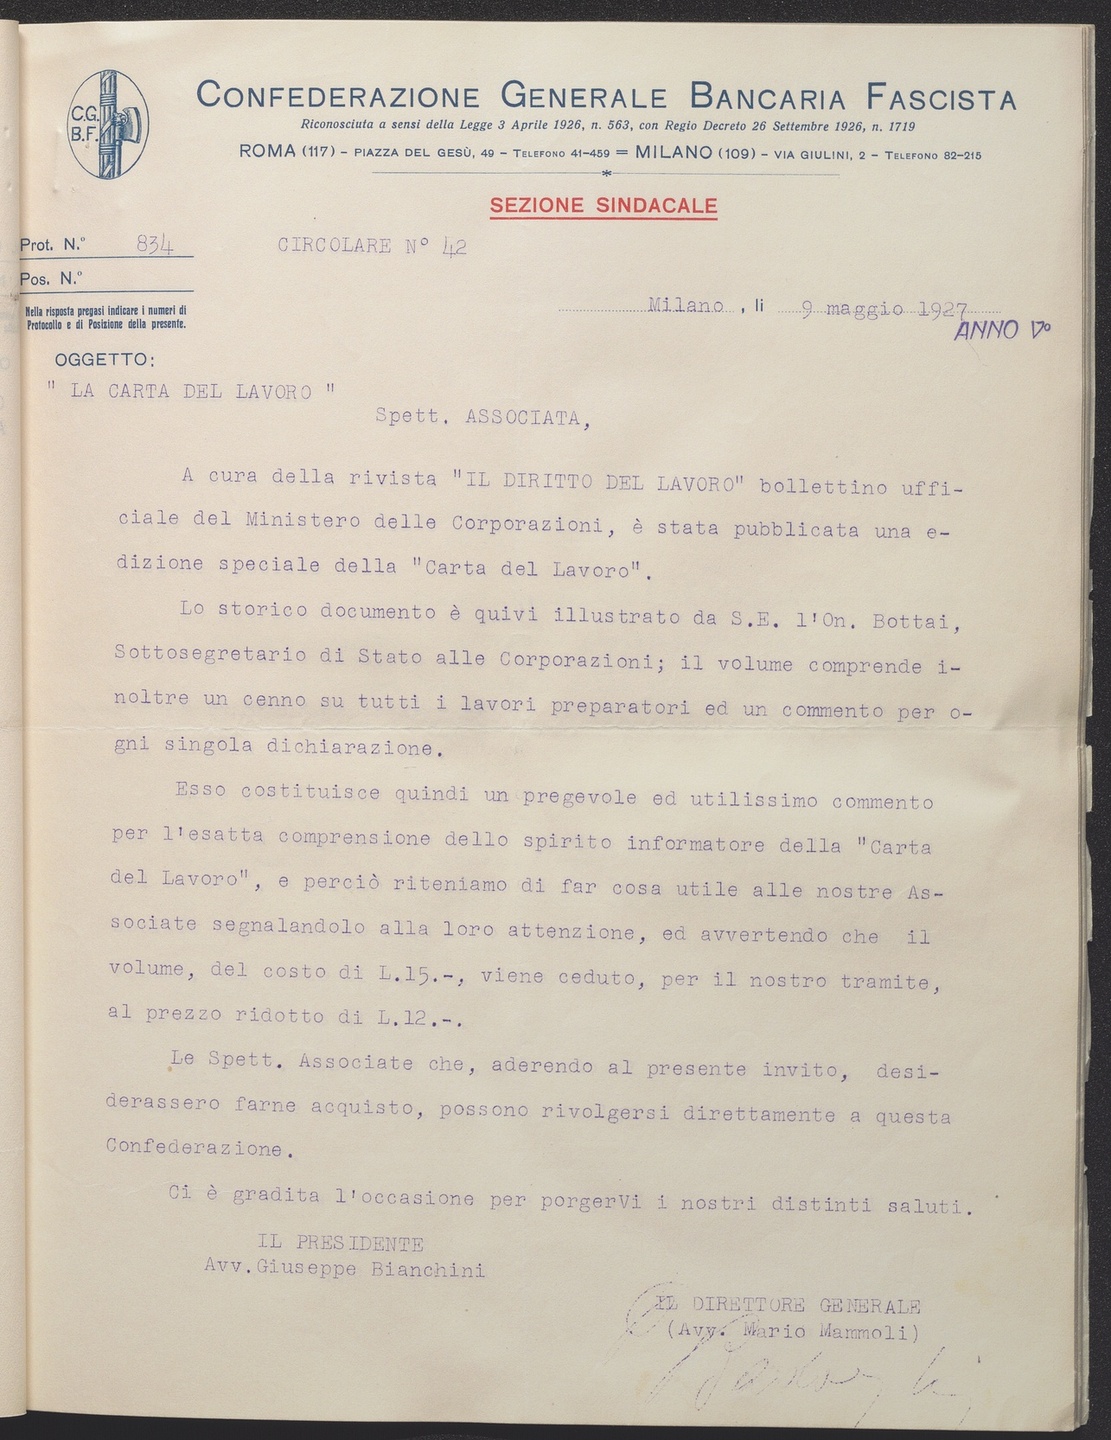 C.G.
B.F.
CONFEDERAZIONE GENERALE BANCARIA FASCISTA
Riconosciuta a sensi della Legge 3 Aprile 1926, n. 563, con Regio Decreto 26 Settembre 1926, n. 1719
ROMA (117) - PIAZZA DEL GESÙ, 49 - TELEFONO 41-459 = MILANO (109) - VIA GIULINI, 2 - TELEFONO 82-215
SEZIONE SINDACALE
Prot. N.° 834
CIRCOLARE N° 42
Pos. N.°
Nella risposta pregasi indicare i numeri di
Protocollo e di Posizione della presente.
Milano , li 9 maggio 1927
ANNO V°
OGGETTO:
" LA CARTA DEL LAVORO "
Spett. ASSOCIATA,
A cura della rivista "IL DIRITTO DEL LAVORO" bollettino uffi-
ciale del Ministero delle Corporazioni, è stata pubblicata una e-
dizione speciale della "Carta del Lavoro".
Lo storico documento è quivi illustrato da S.E. l'On. Bottai,
Sottosegretario di Stato alle Corporazioni; il volume comprende i-
noltre un cenno su tutti i lavori preparatori ed un commento per o-
gni singola dichiarazione.
Esso costituisce quindi un pregevole ed utilissimo commento
per l'esatta comprensione dello spirito informatore della "Carta
del Lavoro", e perciò riteniamo di far cosa utile alle nostre As-
sociate segnalandolo alla loro attenzione, ed avvertendo che il
volume, del costo di L.15.-, viene ceduto, per il nostro tramite,
al prezzo ridotto di L.12.-.
Le Spett. Associate che, aderendo al presente invito, desi-
derassero farne acquisto, possono rivolgersi direttamente a questa
Confederazione.
Ci è gradita l'occasione per porgerVi i nostri distinti saluti.
IL PRESIDENTE
Avv.Giuseppe Bianchini
IL DIRETTORE GENERALE
(Avv. Mario Mammoli)